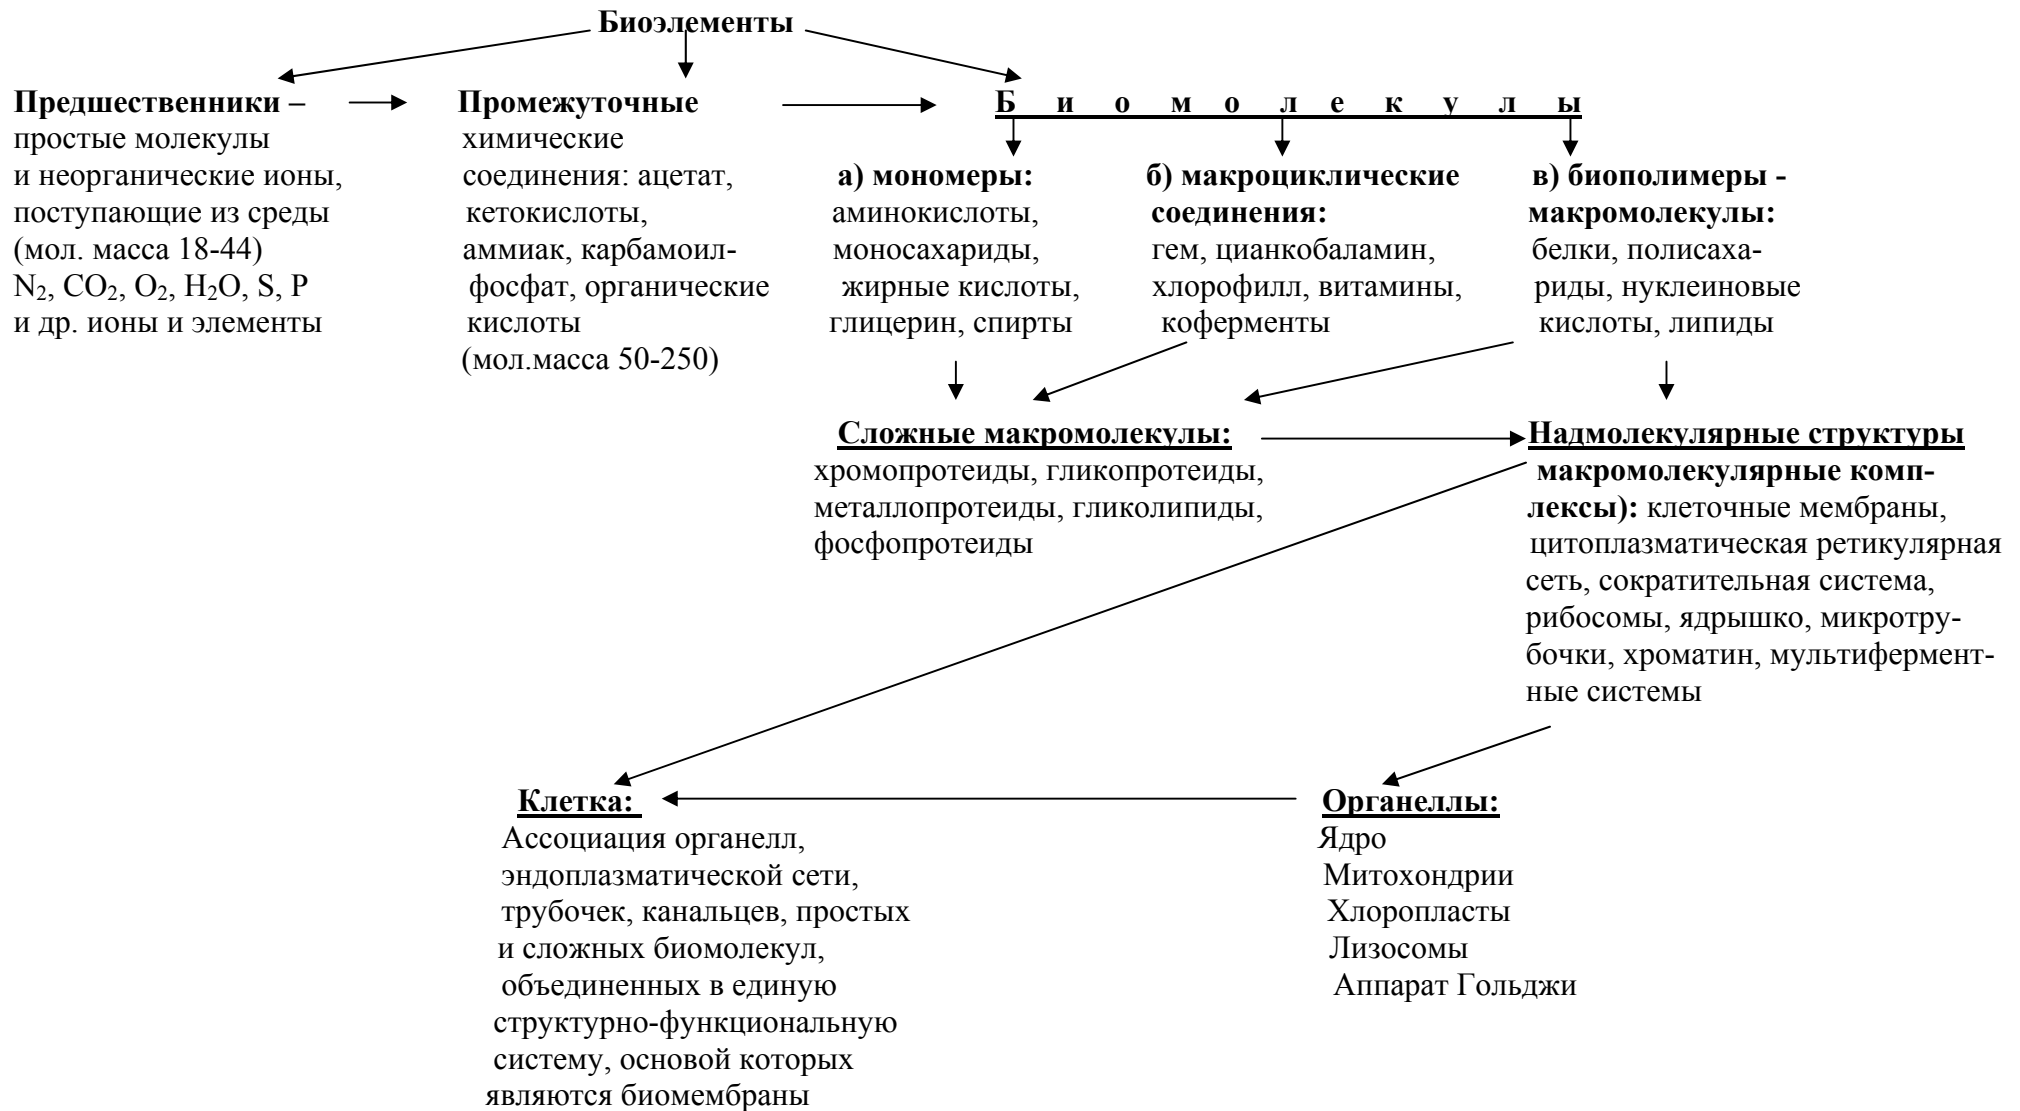 Биоэлементы
Предшественники –
простые молекулы
и неорганические ионы,
поступающие из среды
(мол. масса 18-44)
N₂, CO₂, O₂, H₂O, S, P
и др. ионы и элементы
Промежуточные
химические
соединения: ацетат,
кетокислоты,
аммиак, карбамоил-
фосфат, органические
кислоты
(мол.масса 50-250)
Б и о м о л е к у л ы
а) мономеры:
аминокислоты,
моносахариды,
жирные кислоты,
глицерин, спирты
б) макроциклические
соединения:
гем, цианкобаламин,
хлорофилл, витамины,
коферменты
в) биополимеры -
макромолекулы:
белки, полисаха-
риды, нуклеиновые
кислоты, липиды
Сложные макромолекулы:
хромопротеиды, гликопротеиды,
металлопротеиды, гликолипиды,
фосфопротеиды
Надмолекулярные структуры
макромолекулярные комп-
лексы): клеточные мембраны,
цитоплазматическая ретикулярная
сеть, сократительная система,
рибосомы, ядрышко, микротру-
бочки, хроматин, мультифермент-
ные системы
Клетка:
Ассоциация органелл,
эндоплазматической сети,
трубочек, канальцев, простых
и сложных биомолекул,
объединенных в единую
структурно-функциональную
систему, основой которых
являются биомембраны
Органеллы:
Ядро
Митохондрии
Хлоропласты
Лизосомы
Аппарат Гольджи